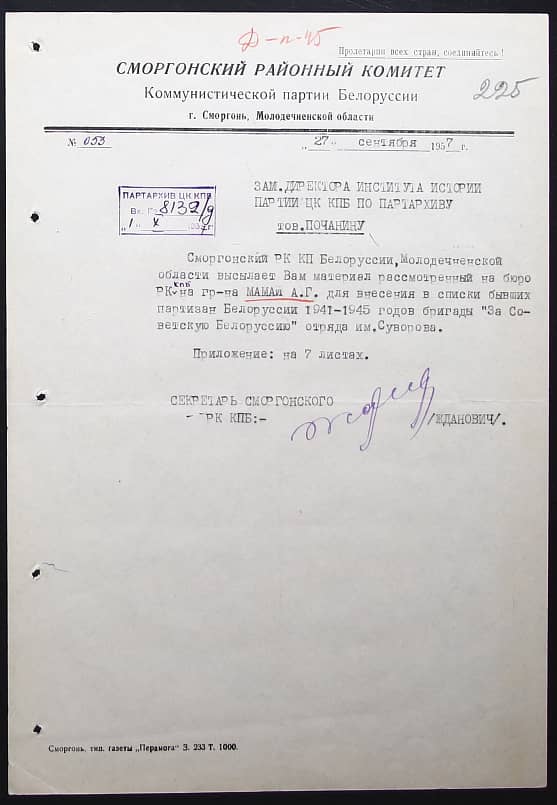 Д-п-45
Пролетарии всех стран, соединяйтесь!
СМОРГОНСКИЙ РАЙОННЫЙ КОМИТЕТ
Коммунистической партии Белоруссии
225
г. Сморгонь, Молодечненской области
№ 053
„27„ сентября 1957 г.
ПАРТАРХИВ ЦК КПБ
Вх. № 8132/9
"1" X
ЗАМ.ДИРЕКТОРА ИНСТИТУТА ИСТОРИИ
ПАРТИИ ЦК КПБ ПО ПАРТАРХИВУ
тов.ПОЧАНИНУ
Сморгонский РК КП Белоруссии,Молодечненской
области высылает Вам материал рассмотренный на бюро
РК КПБ на гр-на МАМАЙ А.Г. для внесения в списки бывших
партизан Белоруссии 1941-1945 годов бригады "За Со-
ветскую Белоруссию" отряда им.Суворова.
Приложение: на 7 листах.
СЕКРЕТАРЬ СМОРГОНСКОГО
РК КПБ:- /ЖДАНОВИЧ/.
Сморгонь, тип. газеты „Перамога" З. 233 Т. 1000.